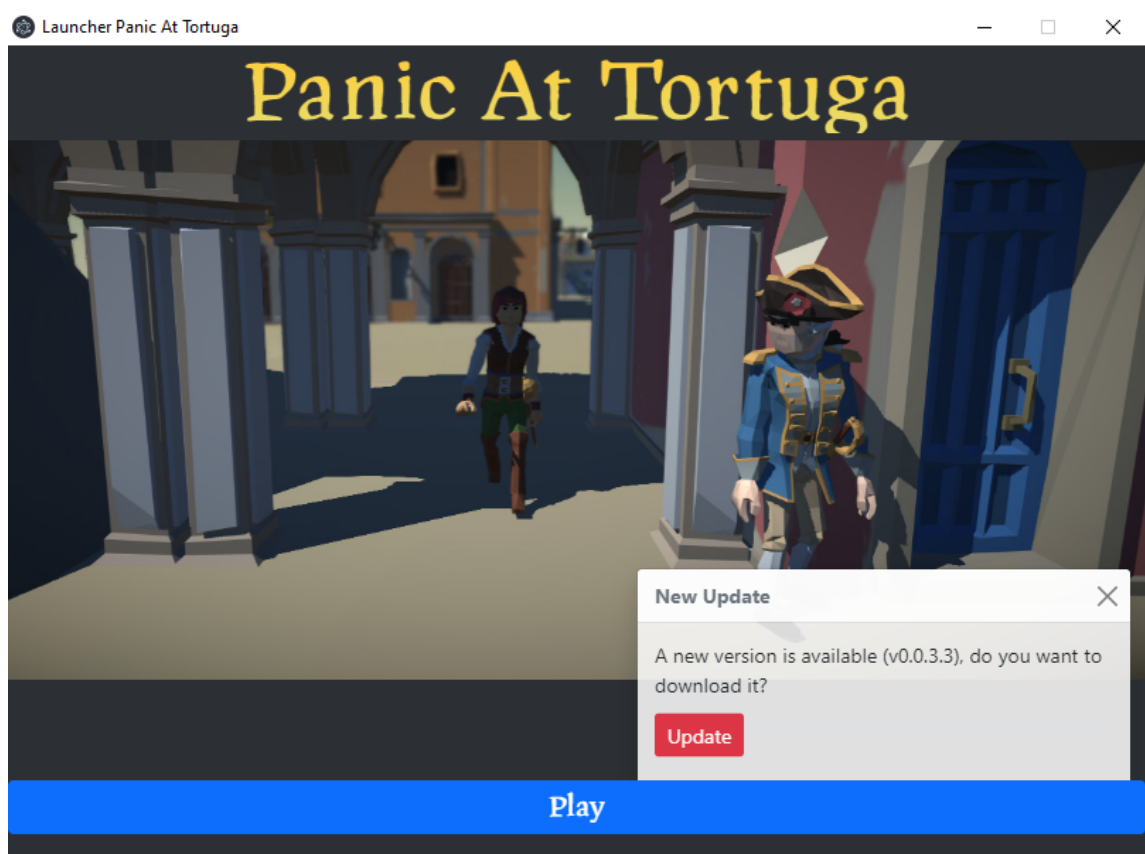 Launcher Panic At Tortuga
Panic At Tortuga
New Update
A new version is available (v0.0.3.3), do you want to
download it?
Update
Play